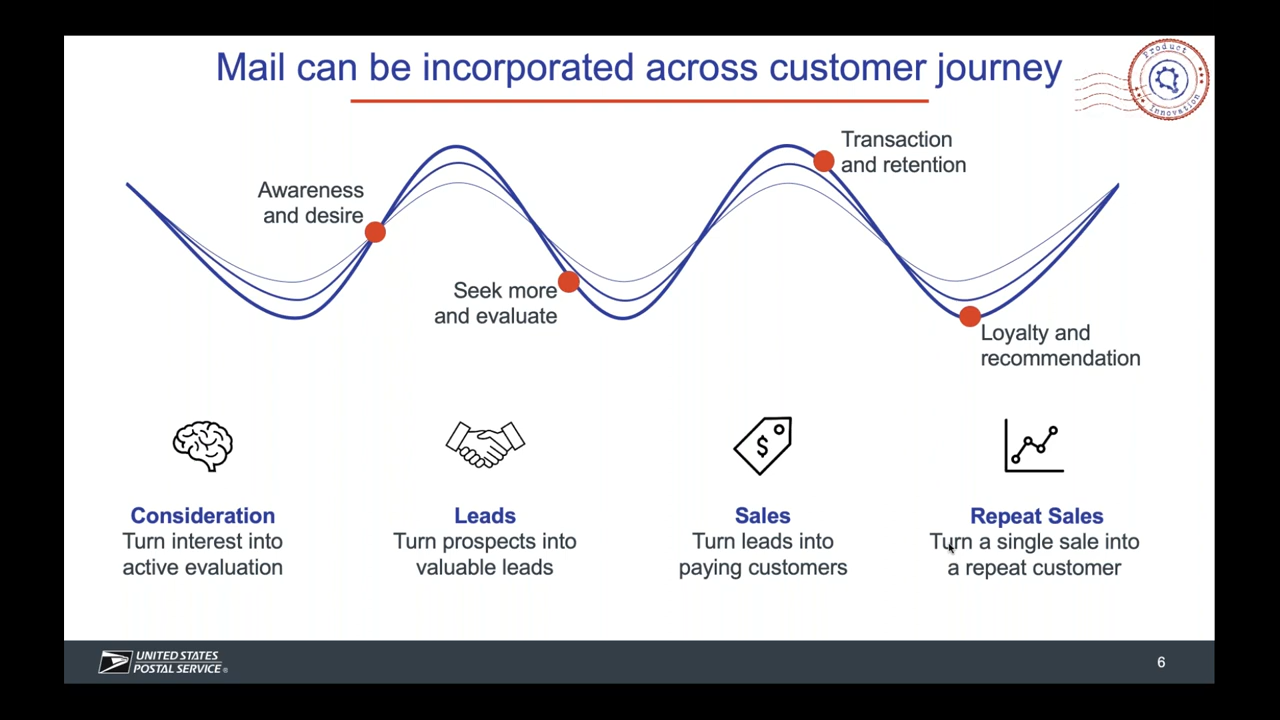 Mail can be incorporated across customer journey
Product
Innovation
Transaction
and retention
Awareness
and desire
Seek more
and evaluate
Loyalty and
recommendation
$
Consideration
Turn interest into
active evaluation
Leads
Turn prospects into
valuable leads
Sales
Turn leads into
paying customers
Repeat Sales
Turn a single sale into
a repeat customer
UNITED STATES
POSTAL SERVICE®
6